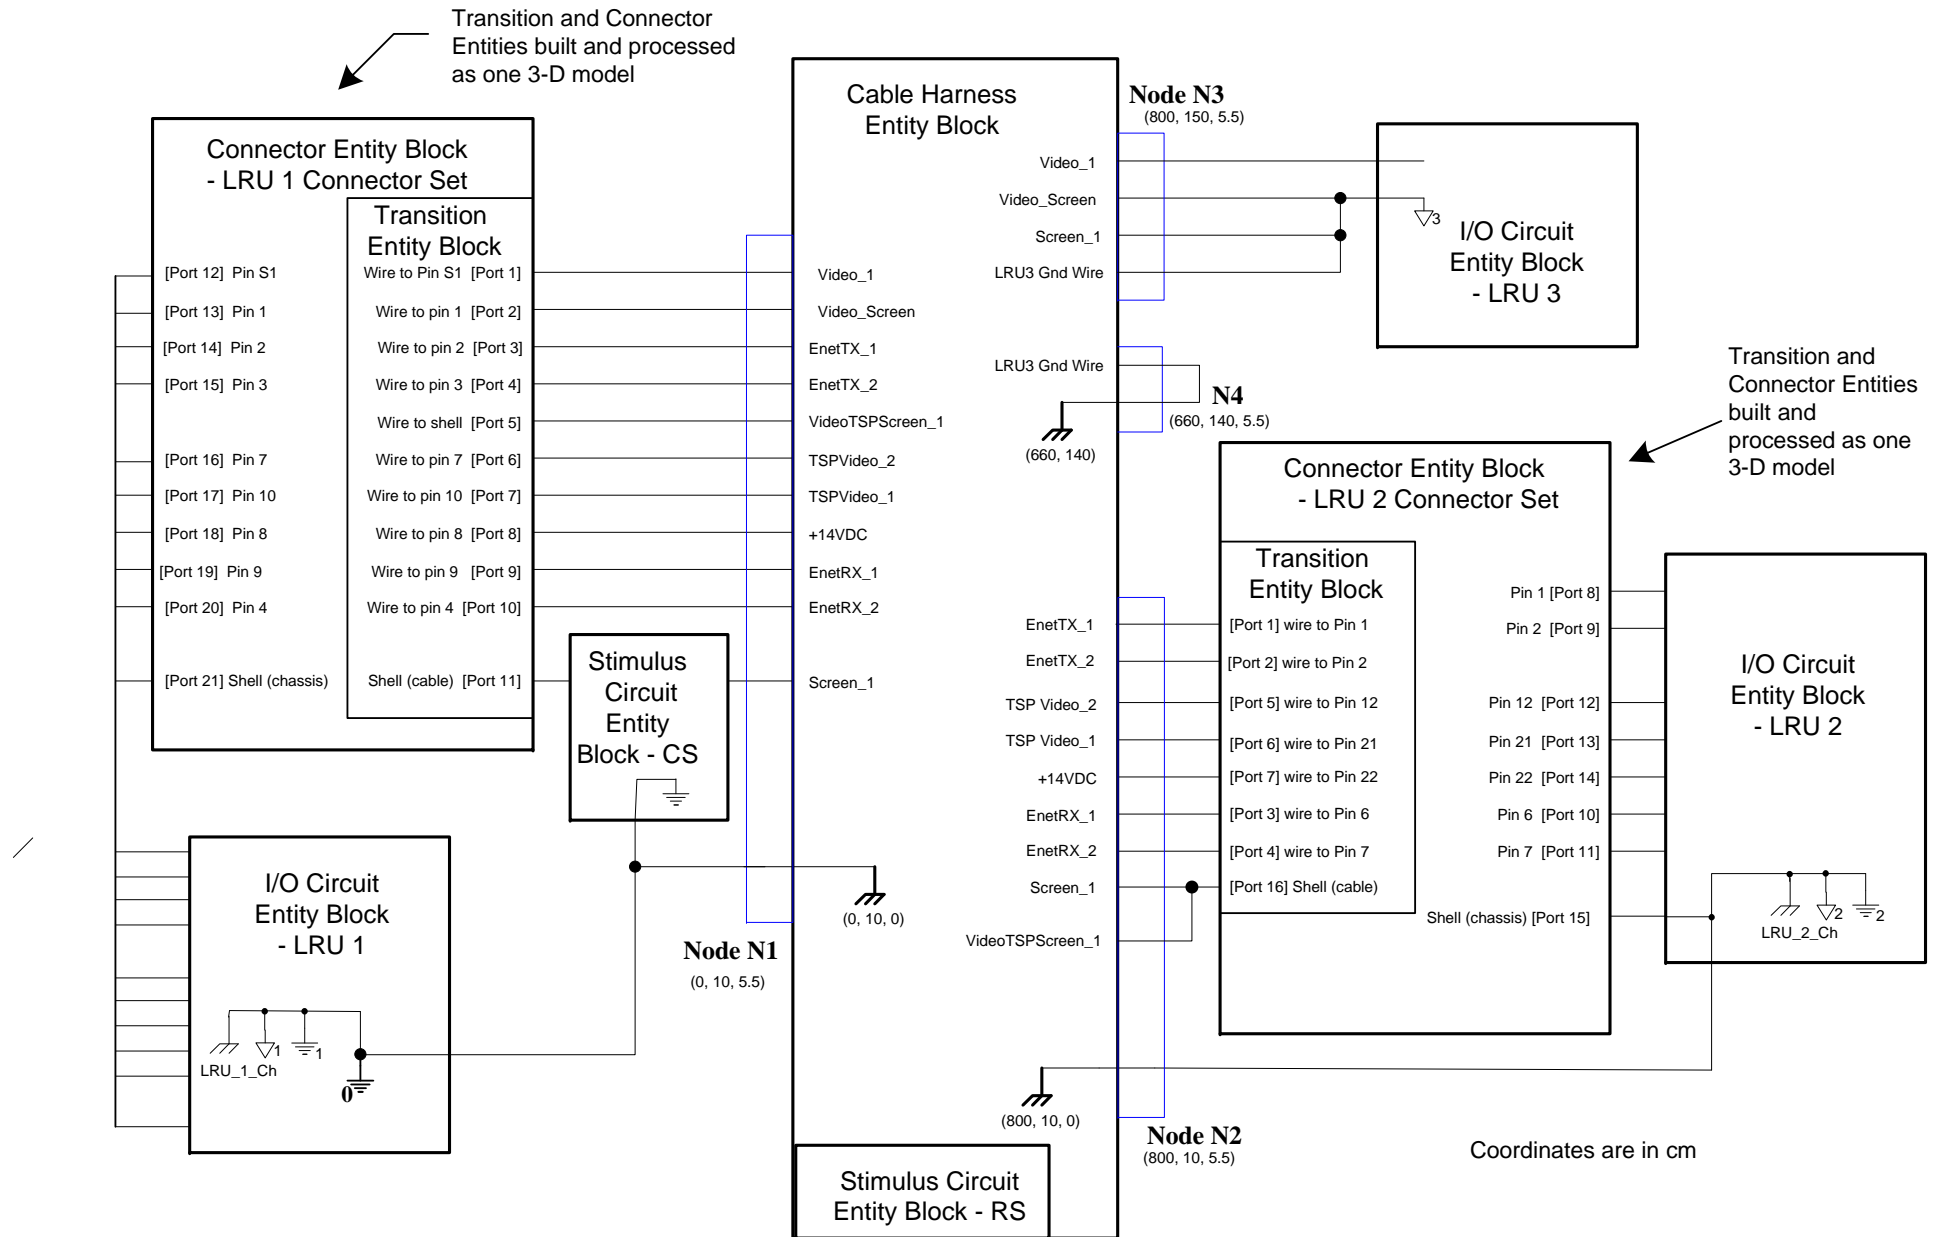 Transition and Connector
Entities built and processed
as one 3-D model
Connector Entity Block
- LRU 1 Connector Set
Transition
Entity Block
[Port 12] Pin S1
Wire to Pin S1 [Port 1]
[Port 13] Pin 1
Wire to pin 1 [Port 2]
[Port 14] Pin 2
Wire to pin 2 [Port 3]
[Port 15] Pin 3
Wire to pin 3 [Port 4]
Wire to shell [Port 5]
[Port 16] Pin 7
Wire to pin 7 [Port 6]
[Port 17] Pin 10
Wire to pin 10 [Port 7]
[Port 18] Pin 8
Wire to pin 8 [Port 8]
[Port 19] Pin 9
Wire to pin 9 [Port 9]
[Port 20] Pin 4
Wire to pin 4 [Port 10]
[Port 21] Shell (chassis)
Shell (cable) [Port 11]
Stimulus
Circuit
Entity
Block - CS
I/O Circuit
Entity Block
- LRU 1
1
1
LRU_1_Ch
0
Node N1
(0, 10, 5.5)
Cable Harness
Entity Block
Video_1
Video_Screen
EnetTX_1
EnetTX_2
VideoTSPScreen_1
TSPVideo_2
TSPVideo_1
+14VDC
EnetRX_1
EnetRX_2
Screen_1
(0, 10, 0)
Video_1
Video_Screen
Screen_1
LRU3 Gnd Wire
LRU3 Gnd Wire
(660, 140)
EnetTX_1
EnetTX_2
TSP Video_2
TSP Video_1
+14VDC
EnetRX_1
EnetRX_2
Screen_1
VideoTSPScreen_1
(800, 10, 0)
Stimulus Circuit
Entity Block - RS
Node N3
(800, 150, 5.5)
3
I/O Circuit
Entity Block
- LRU 3
N4
(660, 140, 5.5)
Transition and
Connector Entities
built and
processed as one
3-D model
Connector Entity Block
- LRU 2 Connector Set
Transition
Entity Block
[Port 1] wire to Pin 1
[Port 2] wire to Pin 2
[Port 5] wire to Pin 12
[Port 6] wire to Pin 21
[Port 7] wire to Pin 22
[Port 3] wire to Pin 6
[Port 4] wire to Pin 7
[Port 16] Shell (cable)
Pin 1 [Port 8]
Pin 2 [Port 9]
Pin 12 [Port 12]
Pin 21 [Port 13]
Pin 22 [Port 14]
Pin 6 [Port 10]
Pin 7 [Port 11]
Shell (chassis) [Port 15]
I/O Circuit
Entity Block
- LRU 2
2
2
LRU_2_Ch
Node N2
(800, 10, 5.5)
Coordinates are in cm